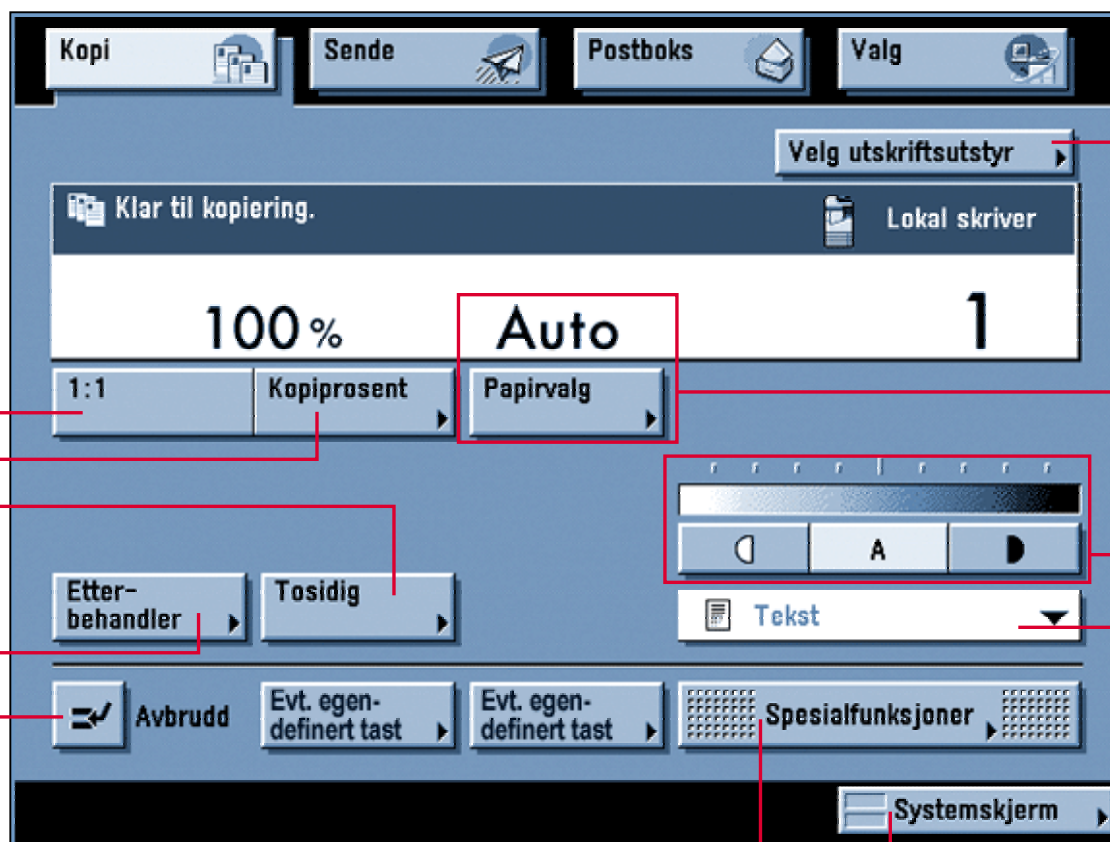 Kopi
Sende
Postboks
Valg
Velg utskriftsutstyr
Klar til kopiering.
Lokal skriver
100 %
Auto
1
1:1
Kopiprosent
Papirvalg
A
Etter-
behandler
Tosidig
Tekst
Avbrudd
Evt. egen-
definert tast
Evt. egen-
definert tast
Spesialfunksjoner
Systemskjerm